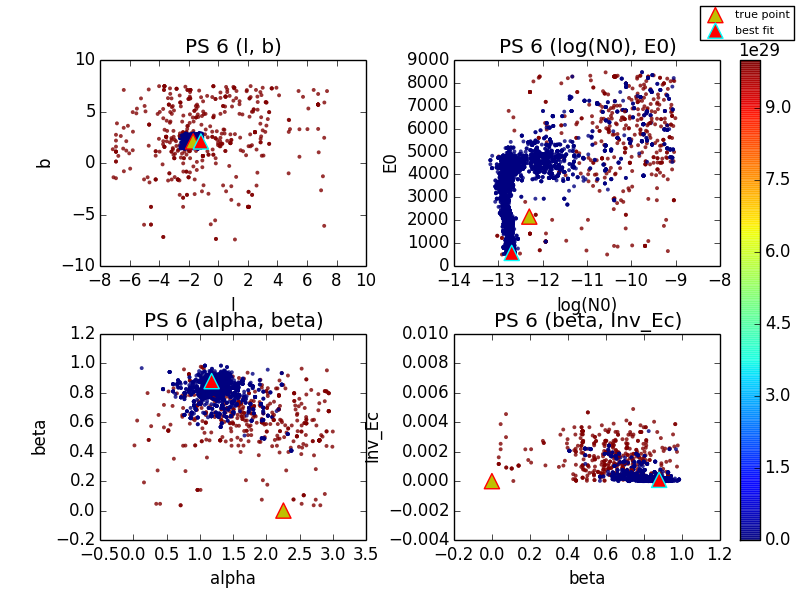 true point
best fit
PS 6 (l, b)
10
5
0
−5
−10
b
−8 −6 −4 −2 0 2 4 6 8 10
l
PS 6 (log(N0), E0)
9000
8000
7000
6000
5000
4000
3000
2000
1000
0
E0
−14 −13 −12 −11 −10 −9 −8
log(N0)
1e29
9.0
7.5
6.0
4.5
3.0
1.5
0.0
PS 6 (alpha, beta)
1.2
1.0
0.8
0.6
0.4
0.2
0.0
−0.2
beta
−0.5 0.0 0.5 1.0 1.5 2.0 2.5 3.0 3.5
alpha
PS 6 (beta, Inv_Ec)
0.010
0.008
0.006
0.004
0.002
0.000
−0.002
−0.004
Inv_Ec
−0.2 0.0 0.2 0.4 0.6 0.8 1.0 1.2
beta